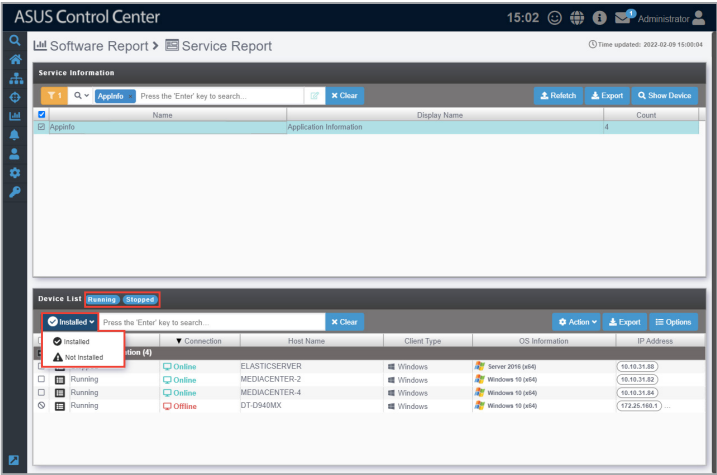 ASUS Control Center
15:02
1
Administrator
Software Report > Service Report
Time updated: 2022-02-09 15:00:04
Service Information
1 AppInfo × Press the 'Enter' key to search... × Clear Refetch Export Show Device
Name Display Name Count
Appinfo Application Information 4
Device List Running Stopped
Installed Press the 'Enter' key to search... × Clear Action Export Options
Installed
Not Installed
Connection Host Name Client Type OS Information IP Address
(4)
Online ELASTICSERVER Windows Server 2016 (x64) 10.10.31.88
Running Online MEDIACENTER-2 Windows Windows 10 (x64) 10.10.31.82
Running Online MEDIACENTER-4 Windows Windows 10 (x64) 10.10.31.84
Running Offline DT-D940MX Windows Windows 10 (x64) 172.25.160.1 ...